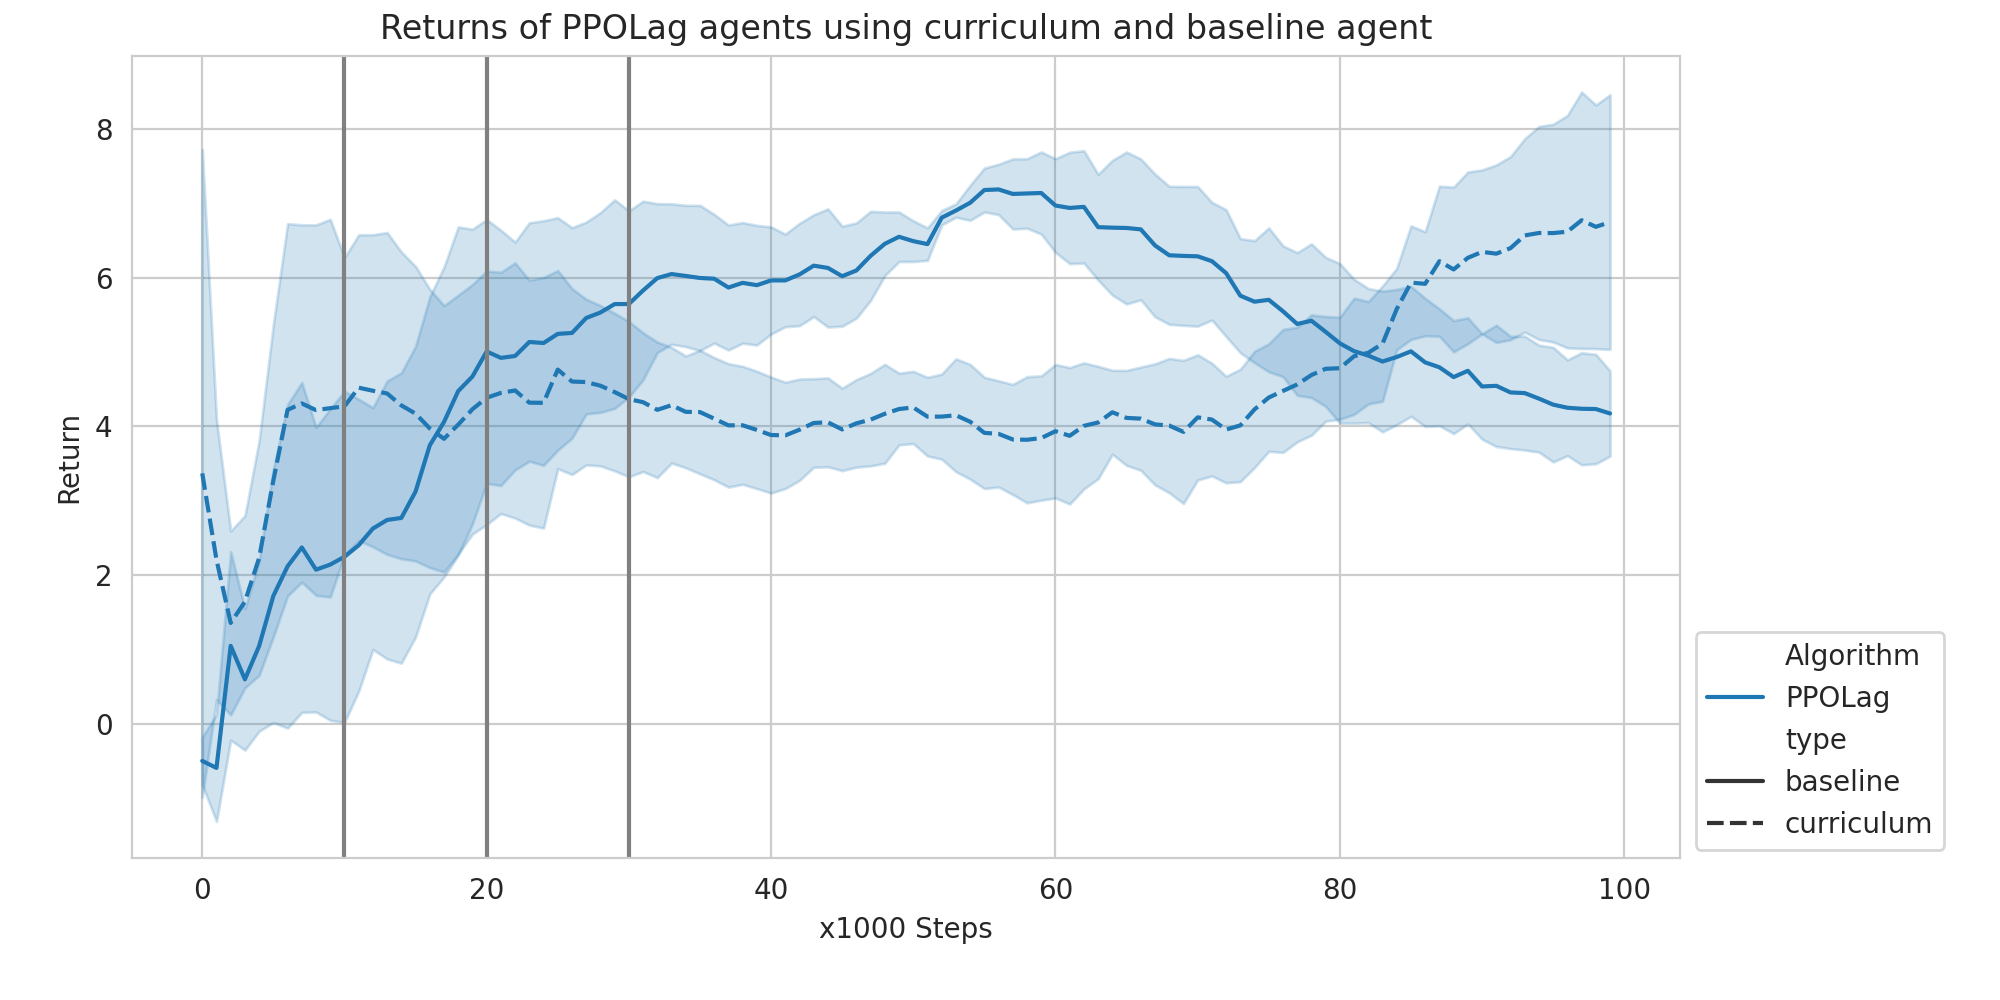 Returns of PPOLag agents using curriculum and baseline agent
8
6
4
2
0
Return
0 20 40 60 80 100
x1000 Steps
Algorithm
PPOLag
type
baseline
curriculum